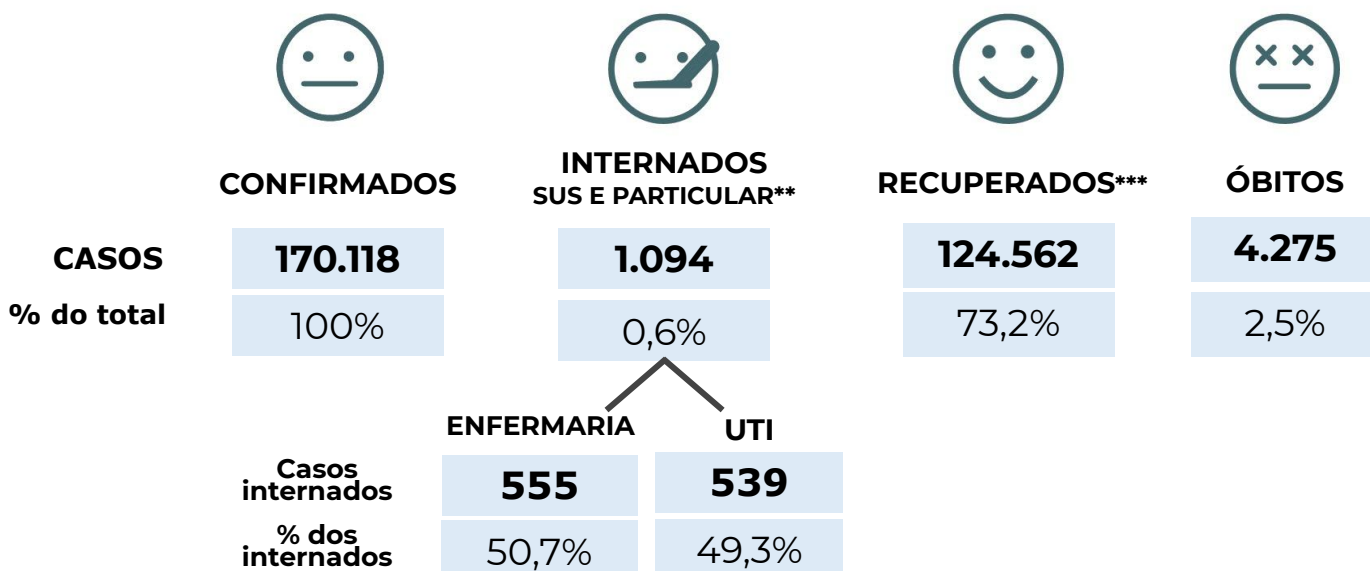 CONFIRMADOS
INTERNADOS
SUS E PARTICULAR**
RECUPERADOS***
ÓBITOS
CASOS
170.118
1.094
124.562
4.275
% do total
100%
0,6%
73,2%
2,5%
ENFERMARIA
UTI
Casos
internados
555
539
% dos
internados
50,7%
49,3%